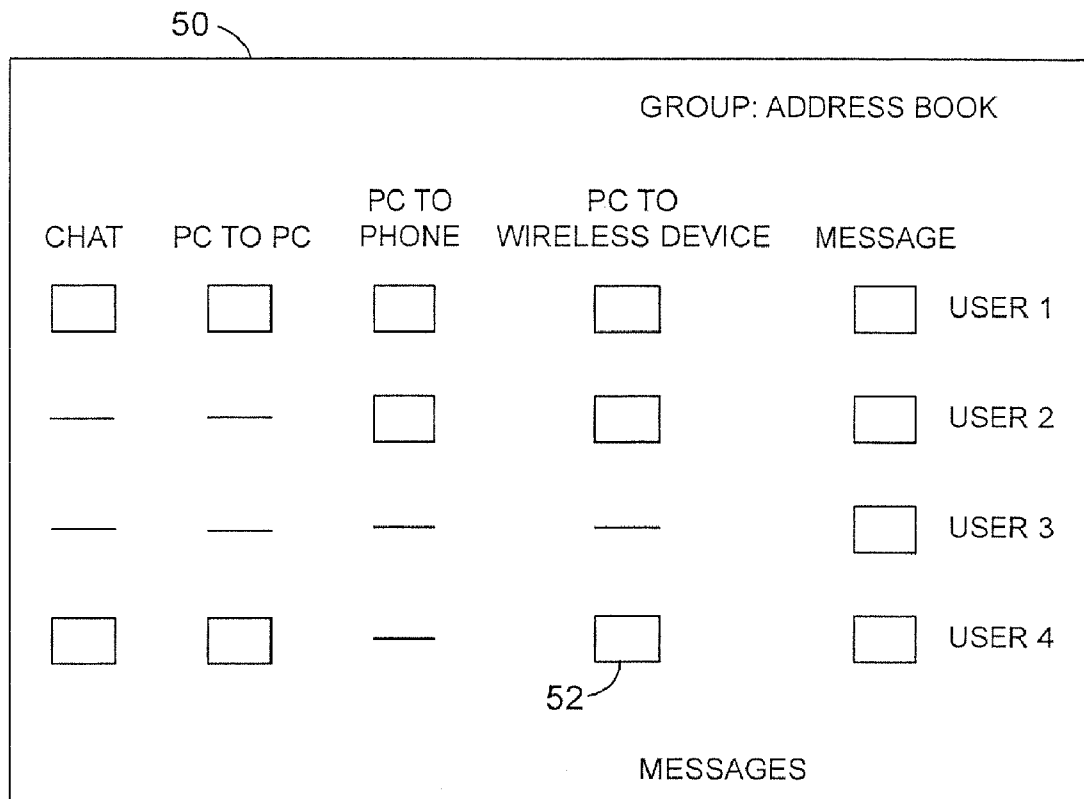 50
GROUP: ADDRESS BOOK
CHAT PC TO PC PC TO PHONE PC TO WIRELESS DEVICE MESSAGE
USER 1
USER 2
USER 3
USER 4
52
MESSAGES